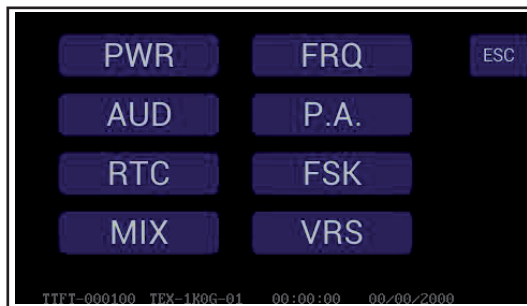 PWR FRQ ESC
AUD P.A.
RTC FSK
MIX VRS
TTFT-000100 TEX-1K0G-01 00:00:00 00/00/2000